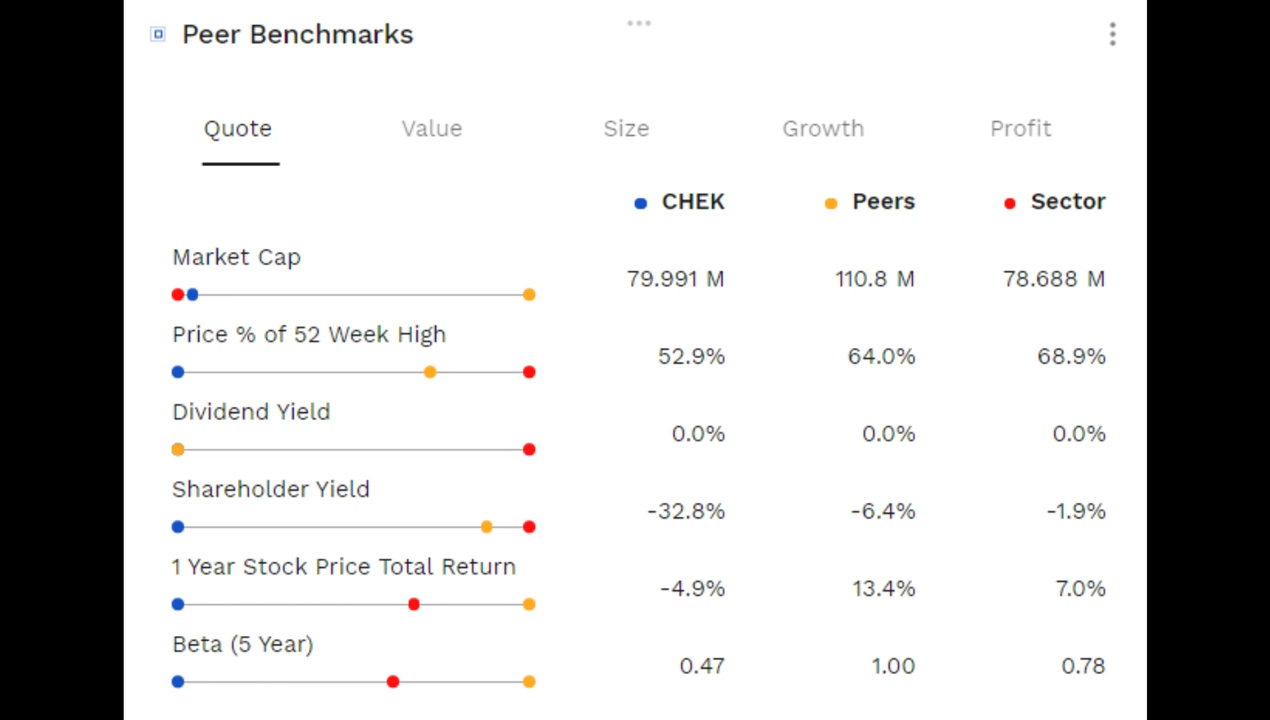 Peer Benchmarks
Quote Value Size Growth Profit
CHEK Peers Sector
Market Cap
79.991 M 110.8 M 78.688 M
Price % of 52 Week High
52.9% 64.0% 68.9%
Dividend Yield
0.0% 0.0% 0.0%
Shareholder Yield
-32.8% -6.4% -1.9%
1 Year Stock Price Total Return
-4.9% 13.4% 7.0%
Beta (5 Year)
0.47 1.00 0.78